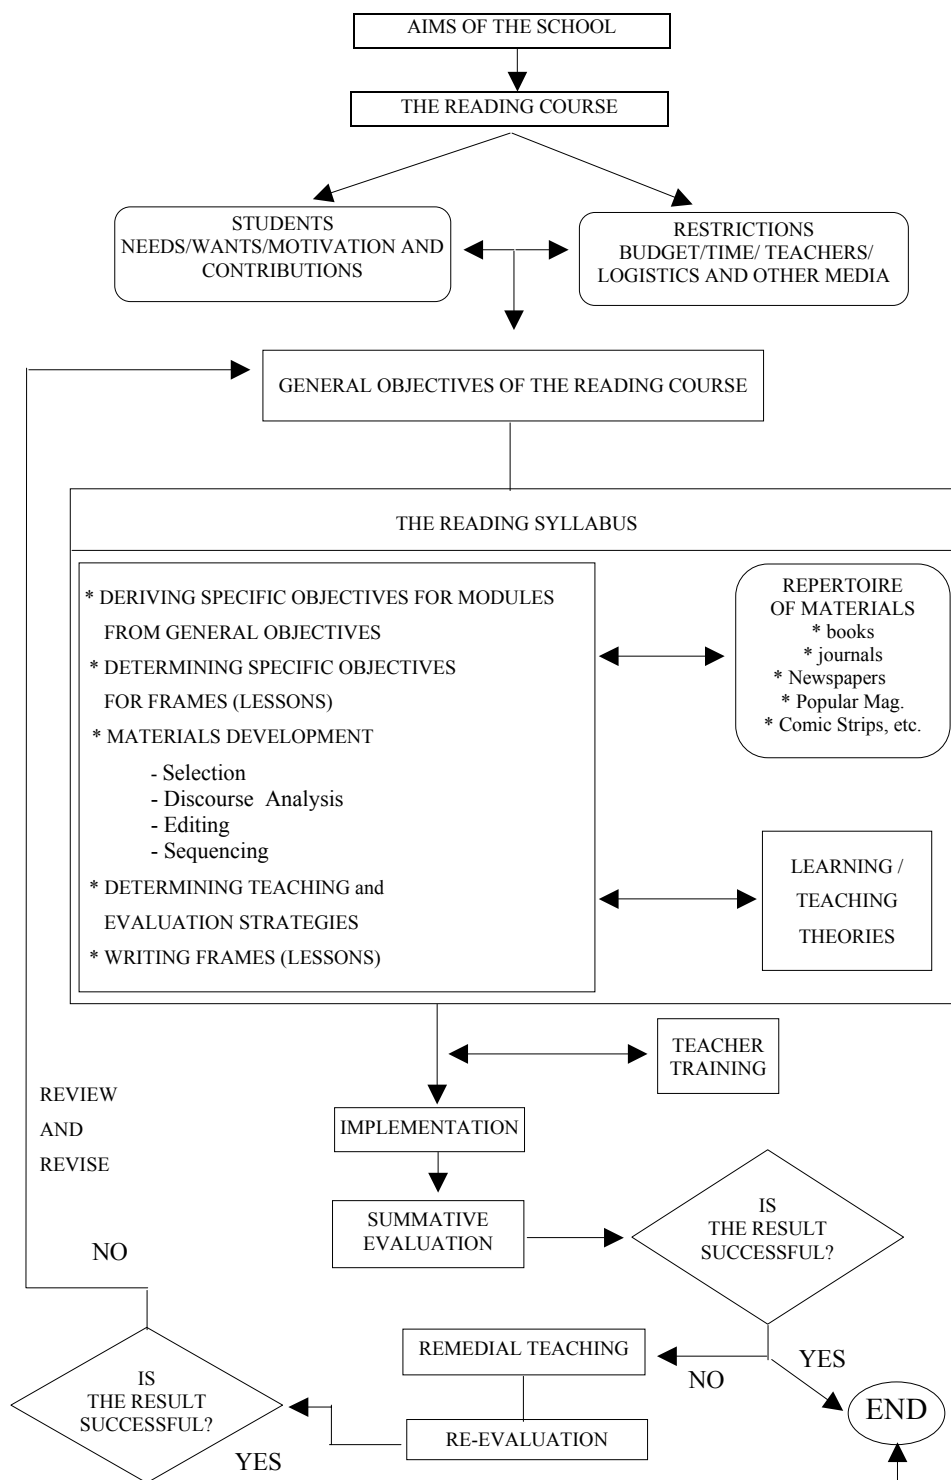 AIMS OF THE SCHOOL
THE READING COURSE
STUDENTS
NEEDS/WANTS/MOTIVATION AND
CONTRIBUTIONS
RESTRICTIONS
BUDGET/TIME/ TEACHERS/
LOGISTICS AND OTHER MEDIA
GENERAL OBJECTIVES OF THE READING COURSE
THE READING SYLLABUS
* DERIVING SPECIFIC OBJECTIVES FOR MODULES
FROM GENERAL OBJECTIVES
* DETERMINING SPECIFIC OBJECTIVES
FOR FRAMES (LESSONS)
* MATERIALS DEVELOPMENT
- Selection
- Discourse Analysis
- Editing
- Sequencing
* DETERMINING TEACHING and
EVALUATION STRATEGIES
* WRITING FRAMES (LESSONS)
REPERTOIRE
OF MATERIALS
* books
* journals
* Newspapers
* Popular Mag.
* Comic Strips, etc.
LEARNING /
TEACHING
THEORIES
TEACHER
TRAINING
REVIEW
AND
REVISE
IMPLEMENTATION
SUMMATIVE
EVALUATION
IS
THE RESULT
SUCCESSFUL?
NO
REMEDIAL TEACHING
NO
YES
END
IS
THE RESULT
SUCCESSFUL?
RE-EVALUATION
YES